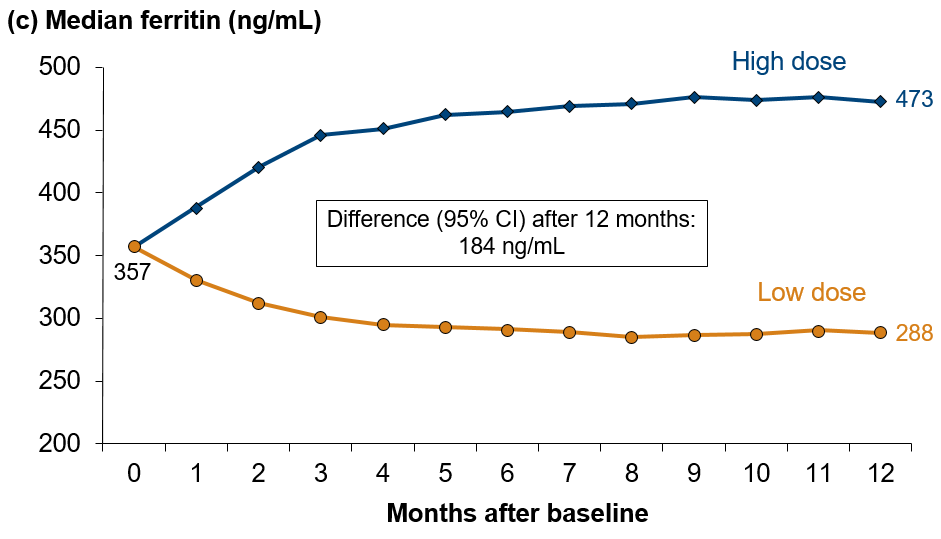 (c) Median ferritin (ng/mL)
500
450
400
350
300
250
200
High dose
473
Difference (95% CI) after 12 months:
184 ng/mL
357
Low dose
288
0 1 2 3 4 5 6 7 8 9 10 11 12
Months after baseline